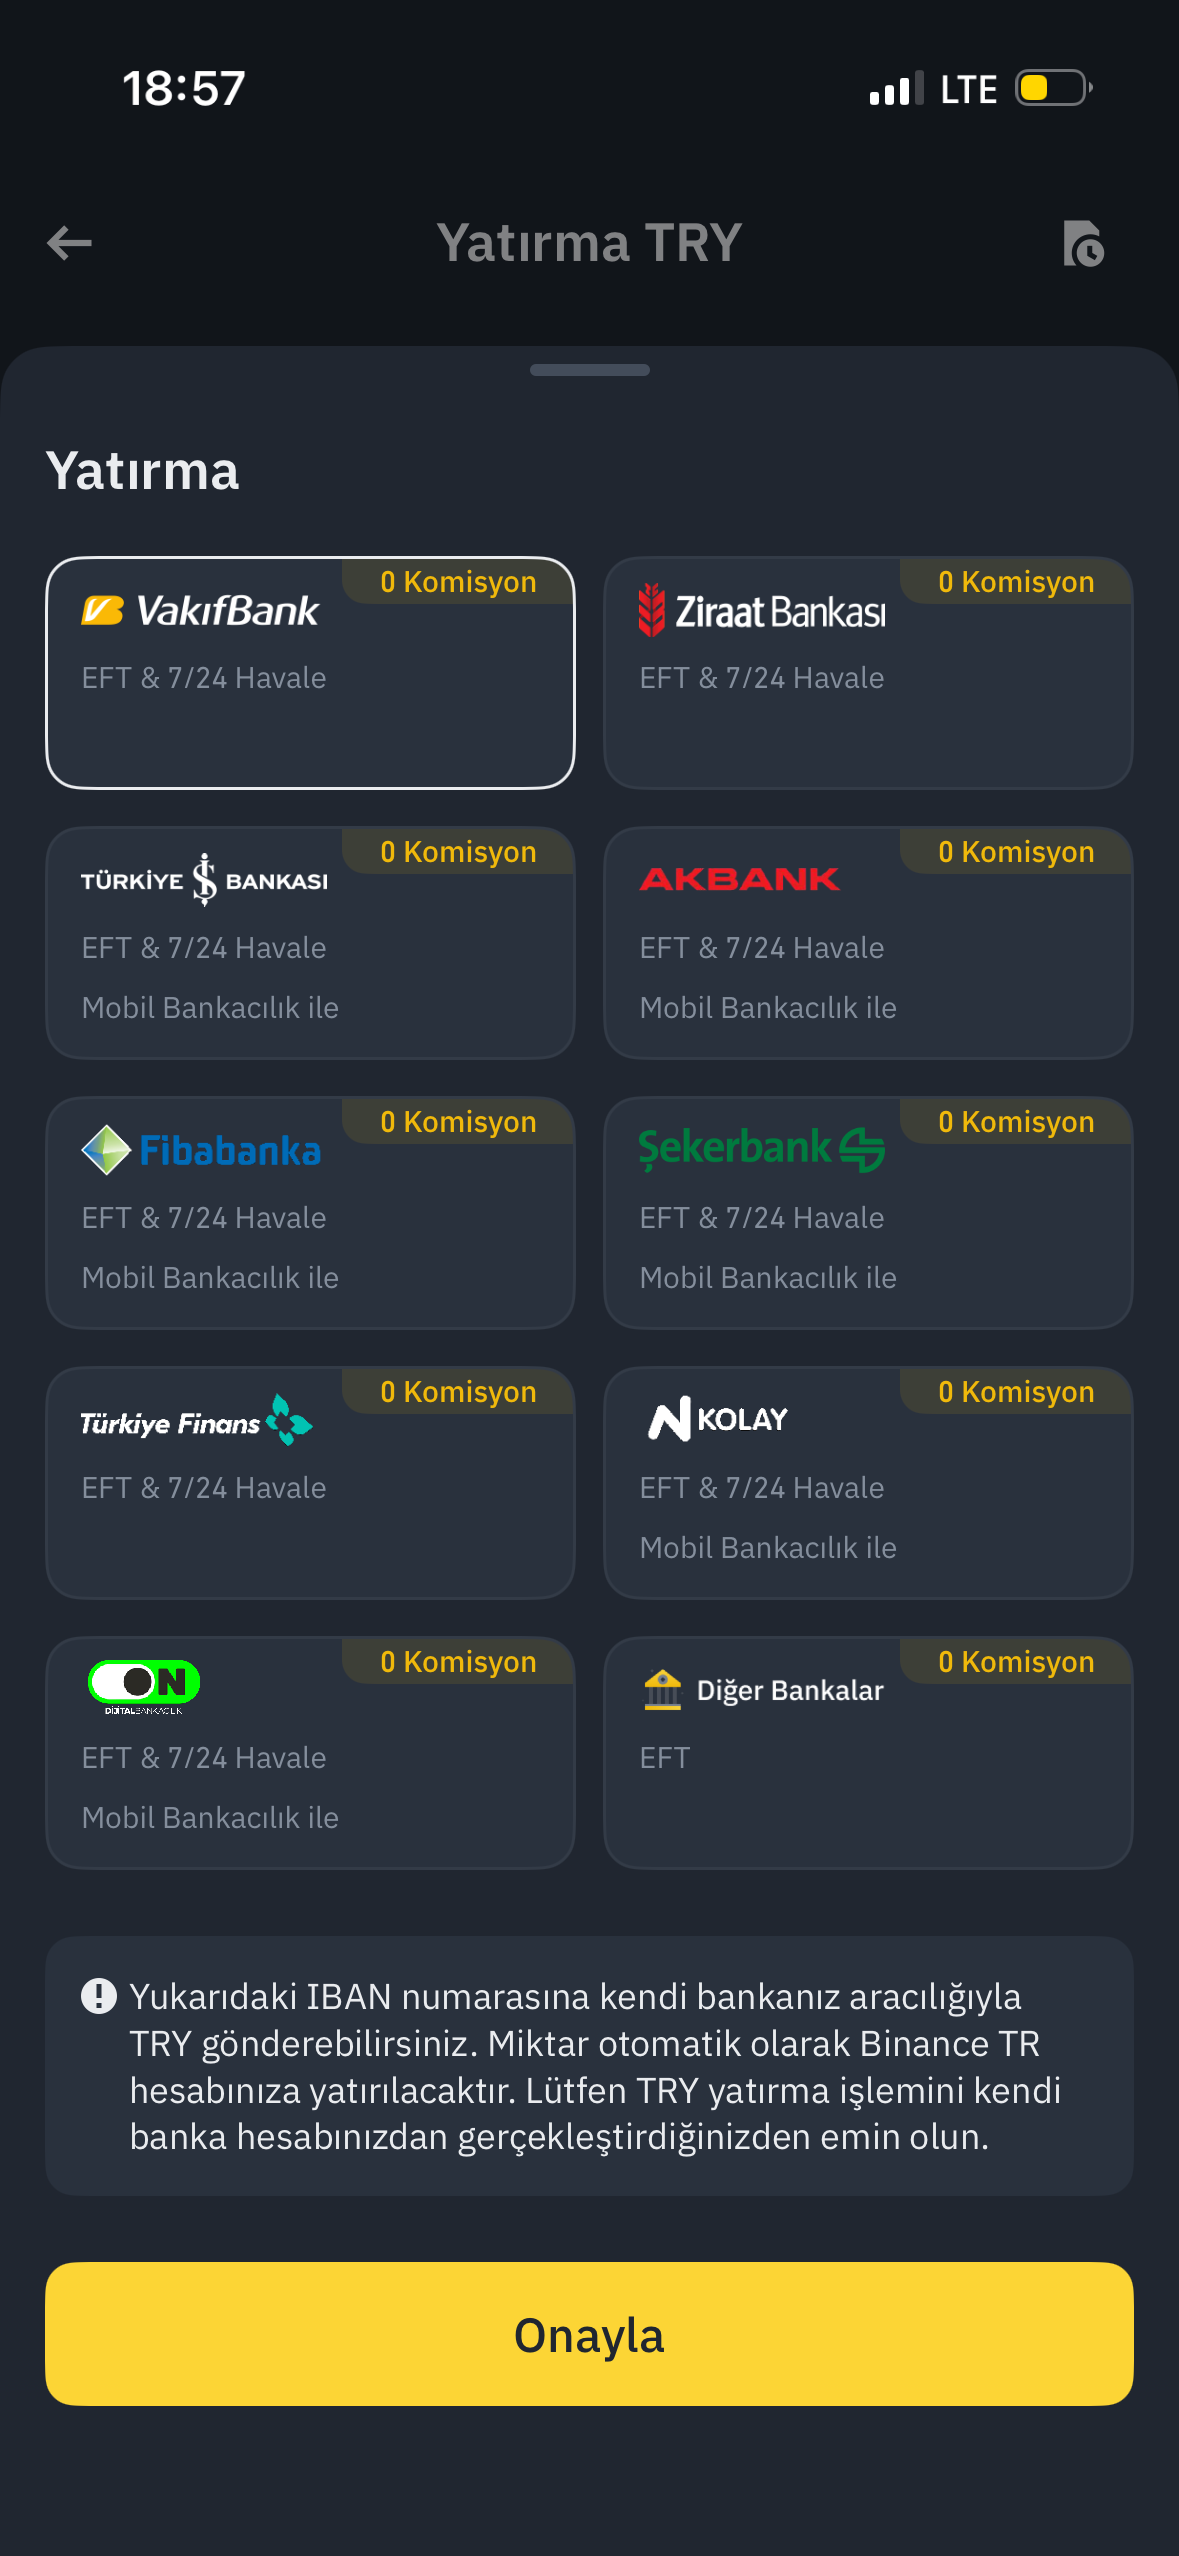 18:57
LTE
Yatırma TRY
Yatırma
0 Komisyon
VakıfBank
EFT & 7/24 Havale
0 Komisyon
Ziraat Bankası
EFT & 7/24 Havale
0 Komisyon
TÜRKİYE İŞ BANKASI
EFT & 7/24 Havale
Mobil Bankacılık ile
0 Komisyon
AKBANK
EFT & 7/24 Havale
Mobil Bankacılık ile
0 Komisyon
Fibabanka
EFT & 7/24 Havale
Mobil Bankacılık ile
0 Komisyon
Şekerbank
EFT & 7/24 Havale
Mobil Bankacılık ile
0 Komisyon
Türkiye Finans
EFT & 7/24 Havale
0 Komisyon
N KOLAY
EFT & 7/24 Havale
Mobil Bankacılık ile
0 Komisyon
ON
DİJİTAL BANKACILIK
EFT & 7/24 Havale
Mobil Bankacılık ile
0 Komisyon
Diğer Bankalar
EFT
Yukarıdaki IBAN numarasına kendi bankanız aracılığıyla
TRY gönderebilirsiniz. Miktar otomatik olarak Binance TR
hesabınıza yatırılacaktır. Lütfen TRY yatırma işlemini kendi
banka hesabınızdan gerçekleştirdiğinizden emin olun.
Onayla